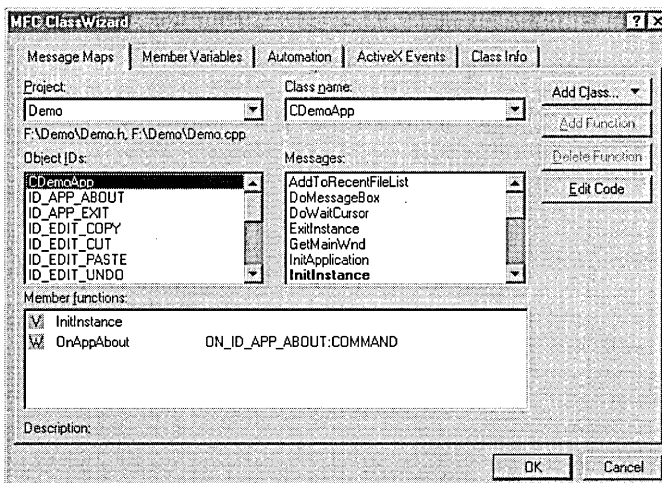 MFC ClassWizard
Message Maps Member Variables Automation ActiveX Events Class Info
Project: Class name:
Demo CDemoApp
Add Class...
F:\Demo\Demo.h, F:\Demo\Demo.cpp
Add Function
Object IDs: Messages:
Delete Function
CDemoApp AddToRecentFileList
ID_APP_ABOUT DoMessageBox
Edit Code
ID_APP_EXIT DoWaitCursor
ID_EDIT_COPY ExitInstance
ID_EDIT_CUT GetMainWnd
ID_EDIT_PASTE InitApplication
ID_EDIT_UNDO InitInstance
Member functions:
V InitInstance
W OnAppAbout ON_ID_APP_ABOUT:COMMAND
Description:
OK Cancel